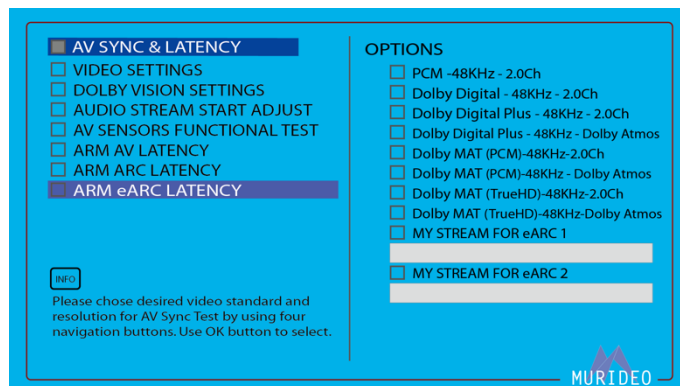 AV SYNC & LATENCY
VIDEO SETTINGS
DOLBY VISION SETTINGS
AUDIO STREAM START ADJUST
AV SENSORS FUNCTIONAL TEST
ARM AV LATENCY
ARM ARC LATENCY
ARM eARC LATENCY
INFO
Please chose desired video standard and
resolution for AV Sync Test by using four
navigation buttons. Use OK button to select.
OPTIONS
PCM -48KHz - 2.0Ch
Dolby Digital - 48KHz - 2.0Ch
Dolby Digital Plus - 48KHz - 2.0Ch
Dolby Digital Plus - 48KHz - Dolby Atmos
Dolby MAT (PCM)-48KHz-2.0Ch
Dolby MAT (PCM)-48KHz - Dolby Atmos
Dolby MAT (TrueHD)-48KHz-2.0Ch
Dolby MAT (TrueHD)-48KHz-Dolby Atmos
MY STREAM FOR eARC 1
MY STREAM FOR eARC 2
MURIDEO